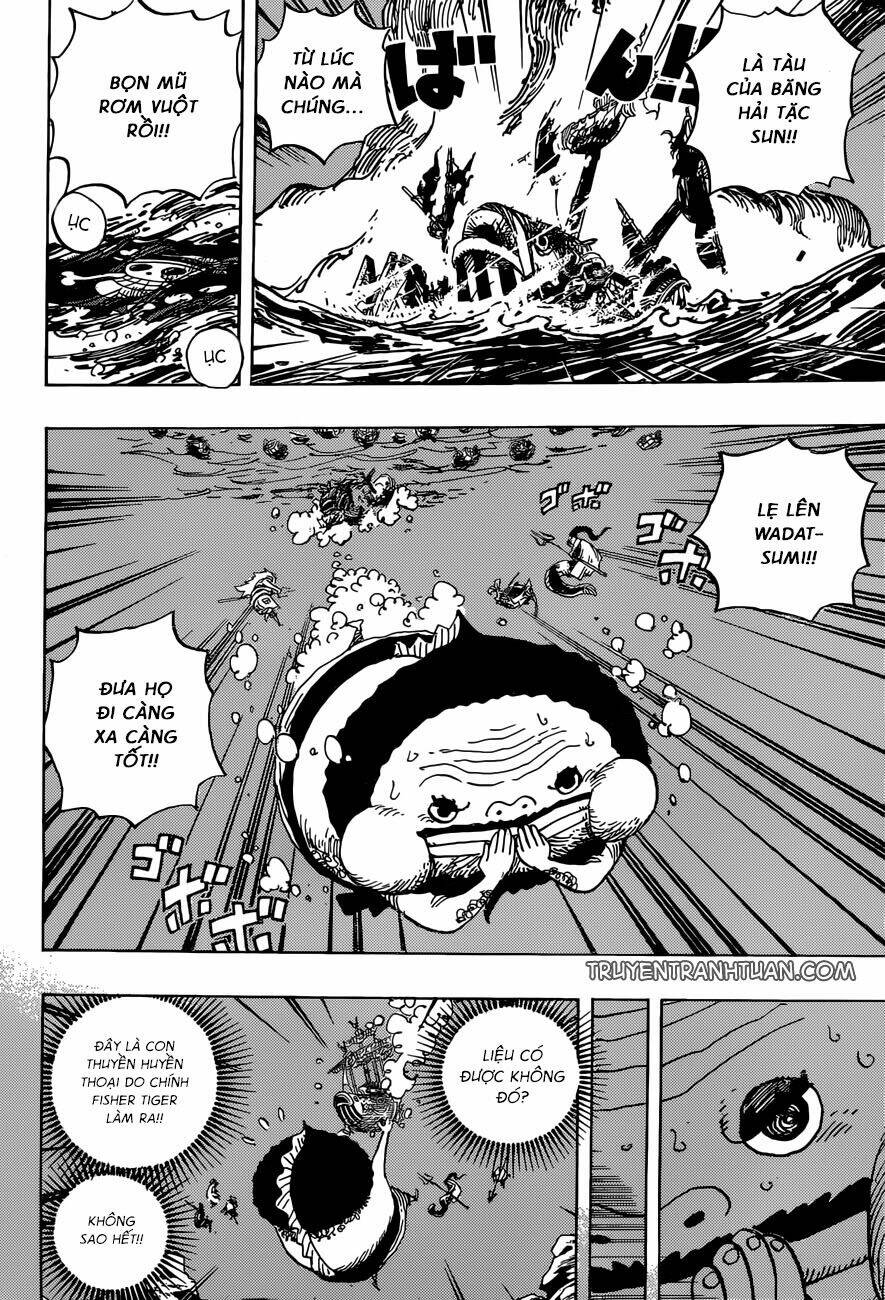 LÀ TÀU
CỦA BĂNG
HẢI TẶC
SUN!!
ばん!!
TỪ LÚC
NÀO MÀ
CHÚNG...
BỌN MŨ
RƠM VUỘT
RỒI!!
ỤC
ỤC
LẸ LÊN
WADAT-
SUMI!!
ゴボ
ゴボ
ĐƯA HỌ
ĐI CÀNG
XA CÀNG
TỐT!!
ゴボボ
TRUYENTRANHTUAN.COM
LIỆU CÓ
ĐƯỢC KHÔNG
ĐÓ?
ĐÂY LÀ CON
THUYỀN HUYỀN
THOẠI DO CHÍNH
FISHER TIGER
LÀM RA!!
KHÔNG
SAO HẾT!!